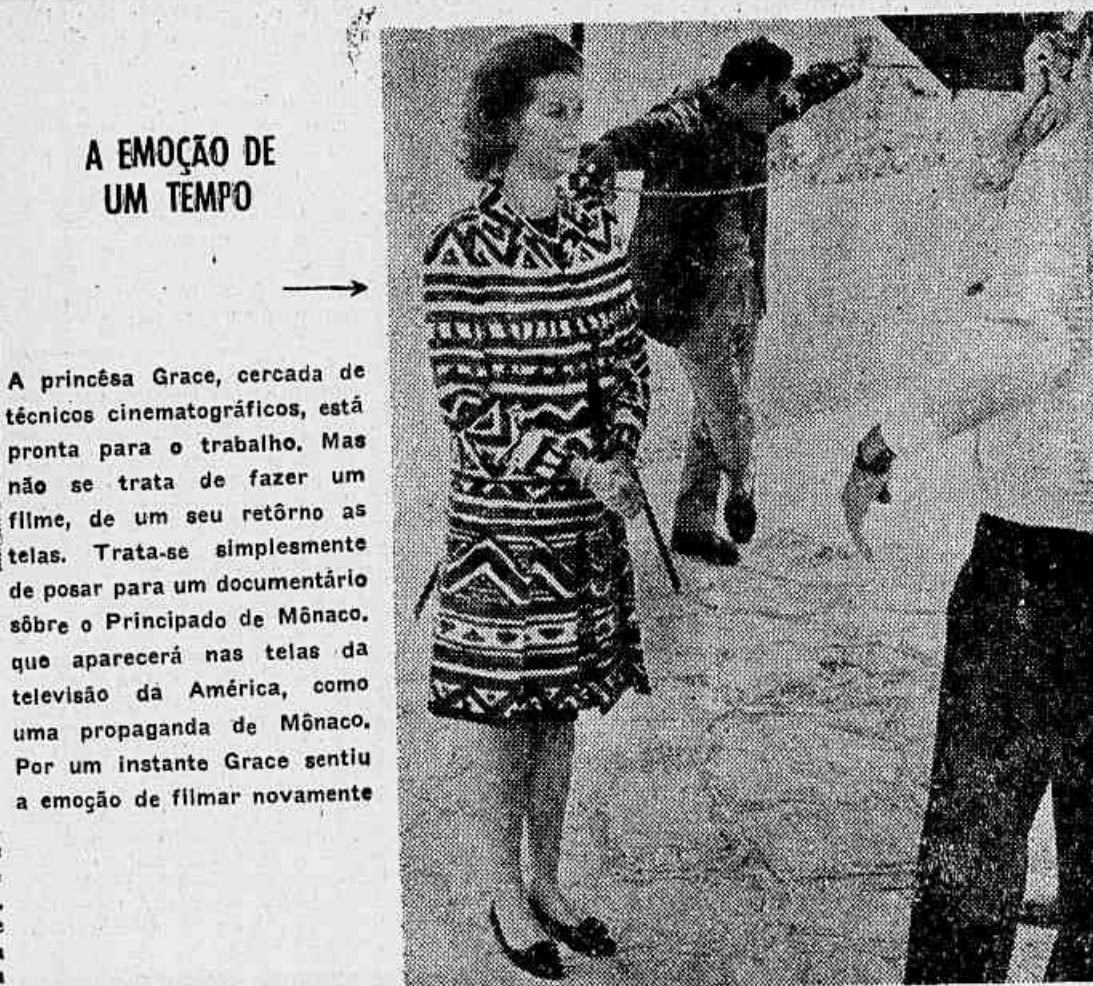 A EMOÇÃO DE
UM TEMPO
A princêsa Grace, cercada de
técnicos cinematográficos, está
pronta para o trabalho. Mas
não se trata de fazer um
filme, de um seu retôrno as
telas. Trata-se simplesmente
de posar para um documentário
sôbre o Principado de Mônaco.
que aparecerá nas telas da
televisão da América, como
uma propaganda de Mônaco.
Por um instante Grace sentiu
a emoção de filmar novamente